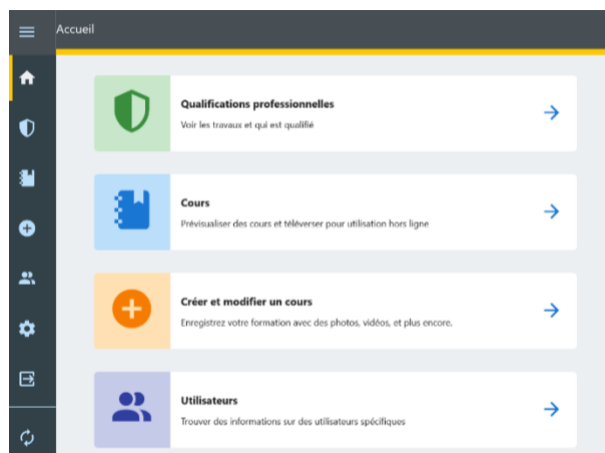 Accueil
Qualifications professionnelles
Voir les travaux et qui est qualifié
Cours
Prévisualiser des cours et téléverser pour utilisation hors ligne
Créer et modifier un cours
Enregistrez votre formation avec des photos, vidéos, et plus encore.
Utilisateurs
Trouver des informations sur des utilisateurs spécifiques